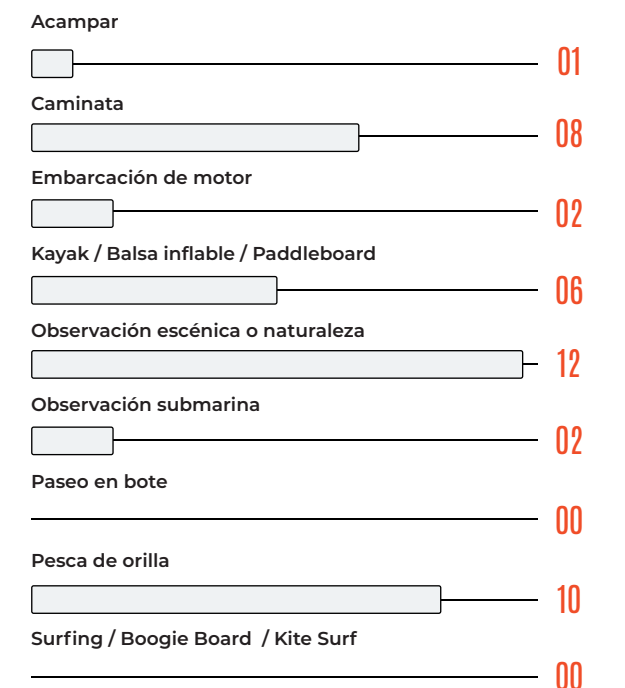 Acampar
01
Caminata
08
Embarcación de motor
02
Kayak / Balsa inflable / Paddleboard
06
Observación escénica o naturaleza
12
Observación submarina
02
Paseo en bote
00
Pesca de orilla
10
Surfing / Boogie Board / Kite Surf
00